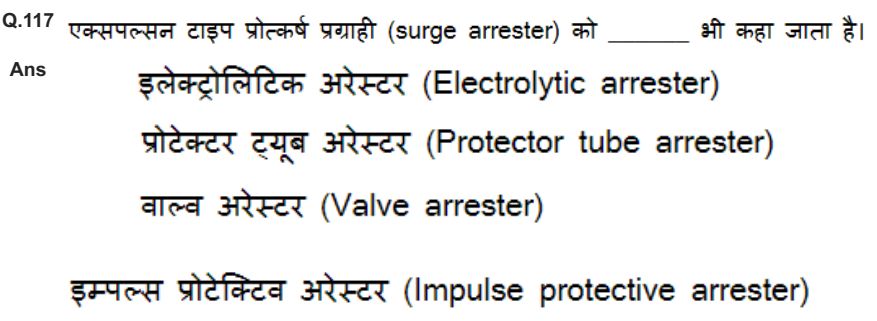 Q.117 एक्सपल्सन टाइप प्रोत्कर्ष प्रग्राही (surge arrester) को _______ भी कहा जाता है।
Ans इलेक्ट्रोलिटिक अरेस्टर (Electrolytic arrester)
प्रोटेक्टर ट्यूब अरेस्टर (Protector tube arrester)
वाल्व अरेस्टर (Valve arrester)
इम्पल्स प्रोटेक्टिव अरेस्टर (Impulse protective arrester)